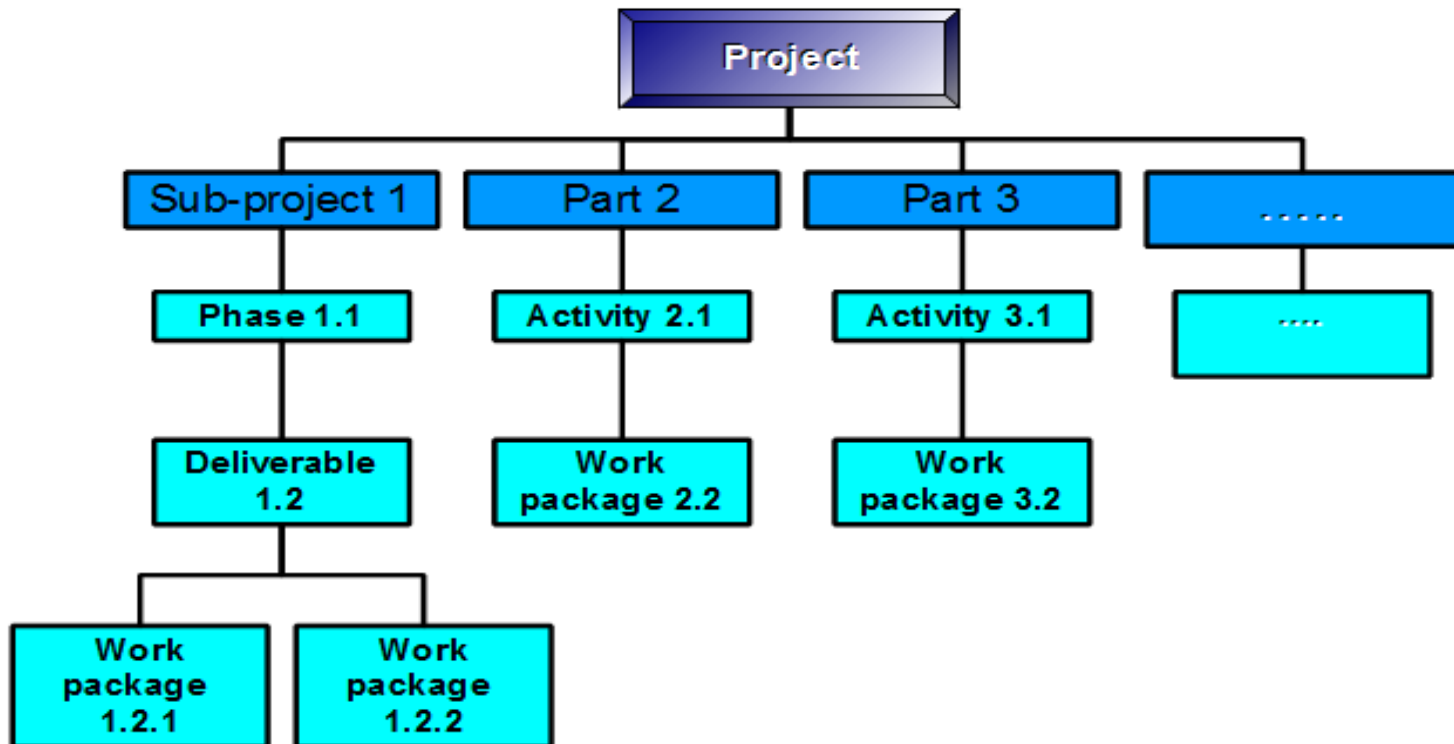 Project
Sub-project 1
Part 2
Part 3
.....
Phase 1.1
Activity 2.1
Activity 3.1
....
Deliverable
1.2
Work
package 2.2
Work
package 3.2
Work
package
1.2.1
Work
package
1.2.2